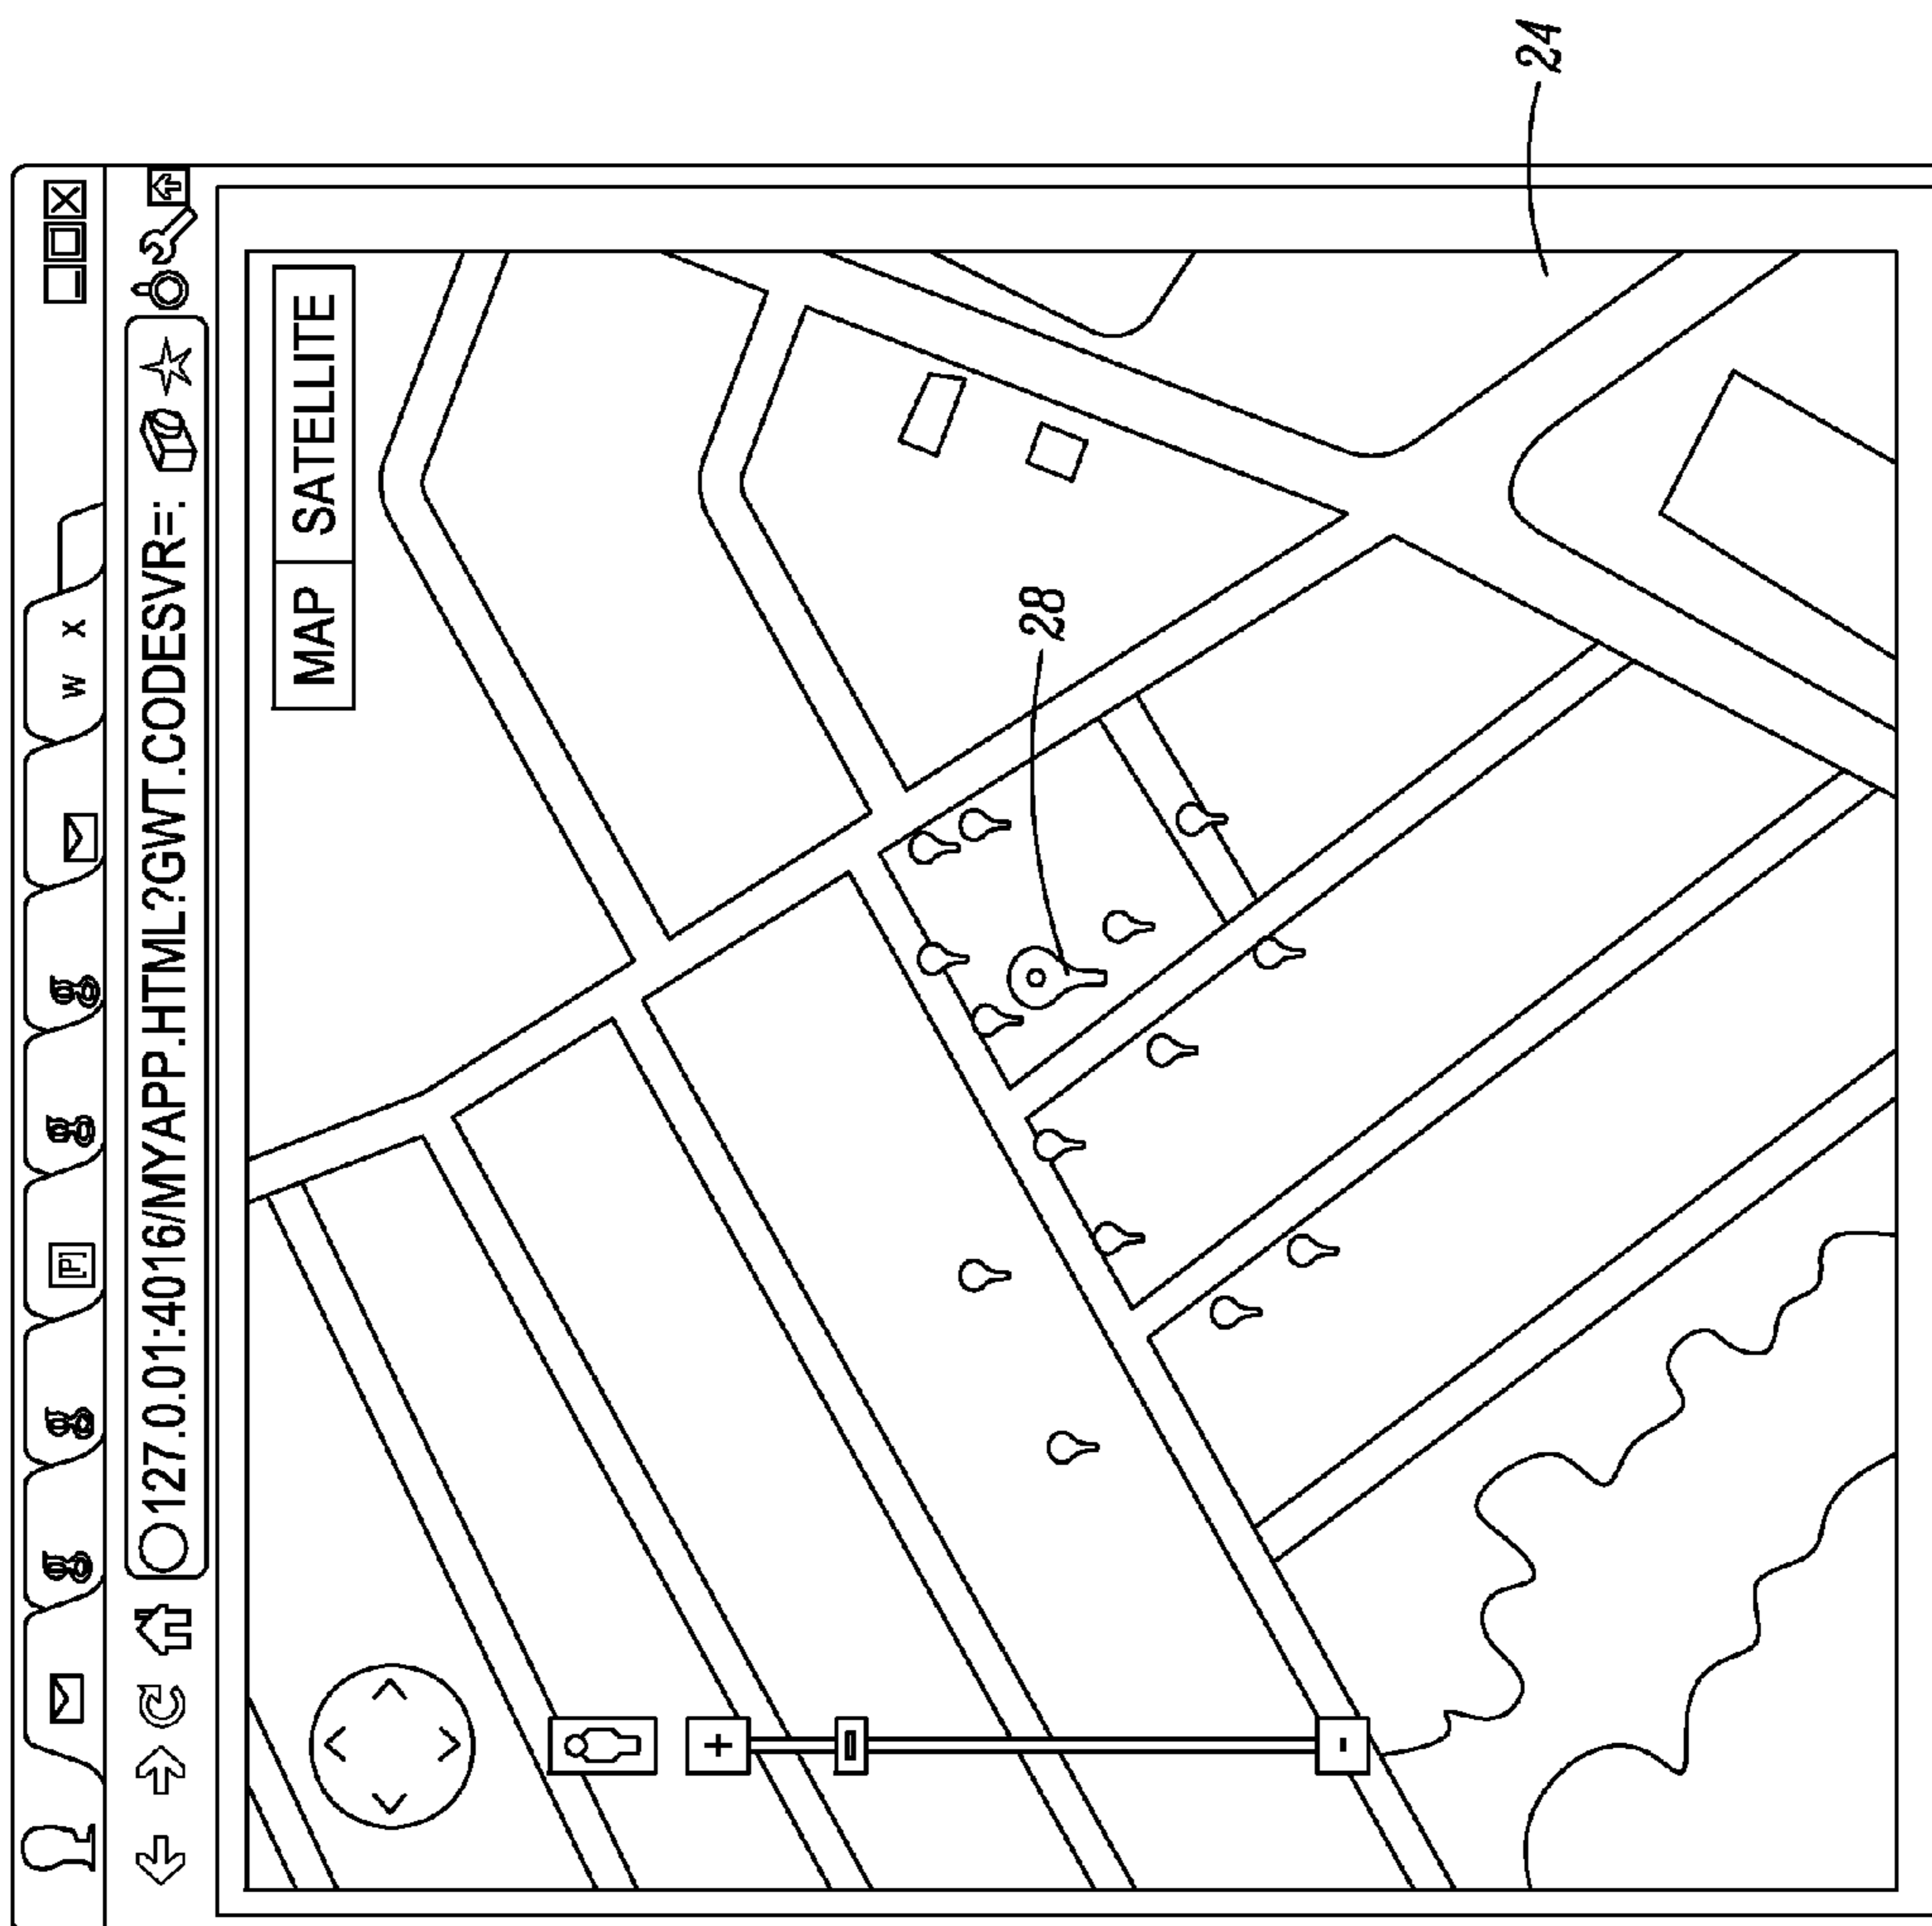 W X
[P]
127.0.01:4016/MYAPP.HTML?GWT.CODESVR=:
MAP SATELLITE
28
24